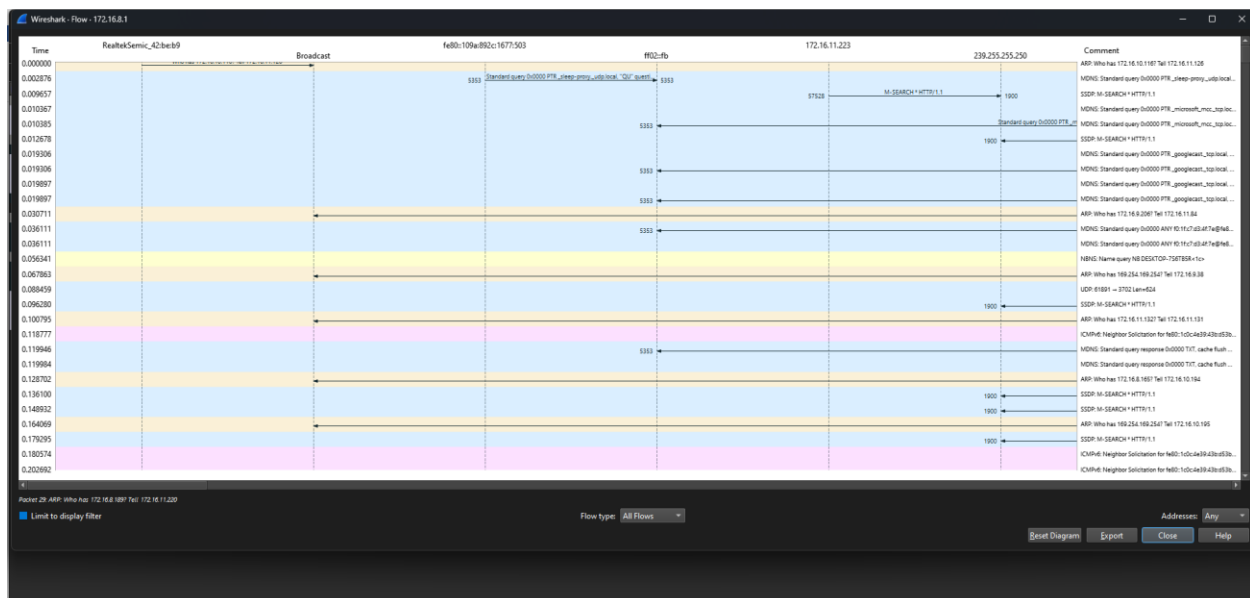 Wireshark - Flow - 172.16.8.1
Time RealtekSemic_42:be:b9 Broadcast fe80::109a:892c:1677:503 ff02::fb 172.16.11.223 239.255.255.250 Comment
0.000000 ARP: Who has 172.16.10.116? Tell 172.16.11.126
0.002876 5353 Standard query 0x0000 PTR _sleep-proxy._udp.local, "QU" questi... 5353 MDNS: Standard query 0x0000 PTR _sleep-proxy._udp.local...
0.009657 57528 M-SEARCH * HTTP/1.1 1900 SSDP: M-SEARCH * HTTP/1.1
0.010367 MDNS: Standard query 0x0000 PTR _microsoft_mcc._tcp.loc...
0.010385 5353 Standard query 0x0000 PTR _m MDNS: Standard query 0x0000 PTR _microsoft_mcc._tcp.loc...
0.012678 1900 SSDP: M-SEARCH * HTTP/1.1
0.019306 MDNS: Standard query 0x0000 PTR _googlecast._tcp.local, ...
0.019306 5353 MDNS: Standard query 0x0000 PTR _googlecast._tcp.local, ...
0.019897 MDNS: Standard query 0x0000 PTR _googlecast._tcp.local, ...
0.019897 5353 MDNS: Standard query 0x0000 PTR _googlecast._tcp.local, ...
0.030711 ARP: Who has 172.16.9.206? Tell 172.16.11.84
0.036111 5353 MDNS: Standard query 0x0000 ANY f0:1f:c7:d3:4f:7e@fe8...
0.036111 MDNS: Standard query 0x0000 ANY f0:1f:c7:d3:4f:7e@fe8...
0.056341 NBNS: Name query NB DESKTOP-7S67B5R<1c>
0.067863 ARP: Who has 169.254.169.254? Tell 172.16.9.38
0.088459 UDP: 61891 → 3702 Len=624
0.096280 1900 SSDP: M-SEARCH * HTTP/1.1
0.100795 ARP: Who has 172.16.11.132? Tell 172.16.11.131
0.118777 ICMPv6: Neighbor Solicitation for fe80::1c0c:4e39:43b:d53b...
0.119946 5353 MDNS: Standard query response 0x0000 TXT, cache flush ...
0.119984 MDNS: Standard query response 0x0000 TXT, cache flush ...
0.128702 ARP: Who has 172.16.8.165? Tell 172.16.10.194
0.136100 1900 SSDP: M-SEARCH * HTTP/1.1
0.148932 1900 SSDP: M-SEARCH * HTTP/1.1
0.164069 ARP: Who has 169.254.169.254? Tell 172.16.10.195
0.179295 1900 SSDP: M-SEARCH * HTTP/1.1
0.180574 ICMPv6: Neighbor Solicitation for fe80::1c0c:4e39:43b:d53b...
0.202692 ICMPv6: Neighbor Solicitation for fe80::1c0c:4e39:43b:d53b...
Packet 29: ARP: Who has 172.16.8.189? Tell 172.16.11.220
Limit to display filter Flow type: All Flows Addresses: Any
Reset Diagram Export Close Help